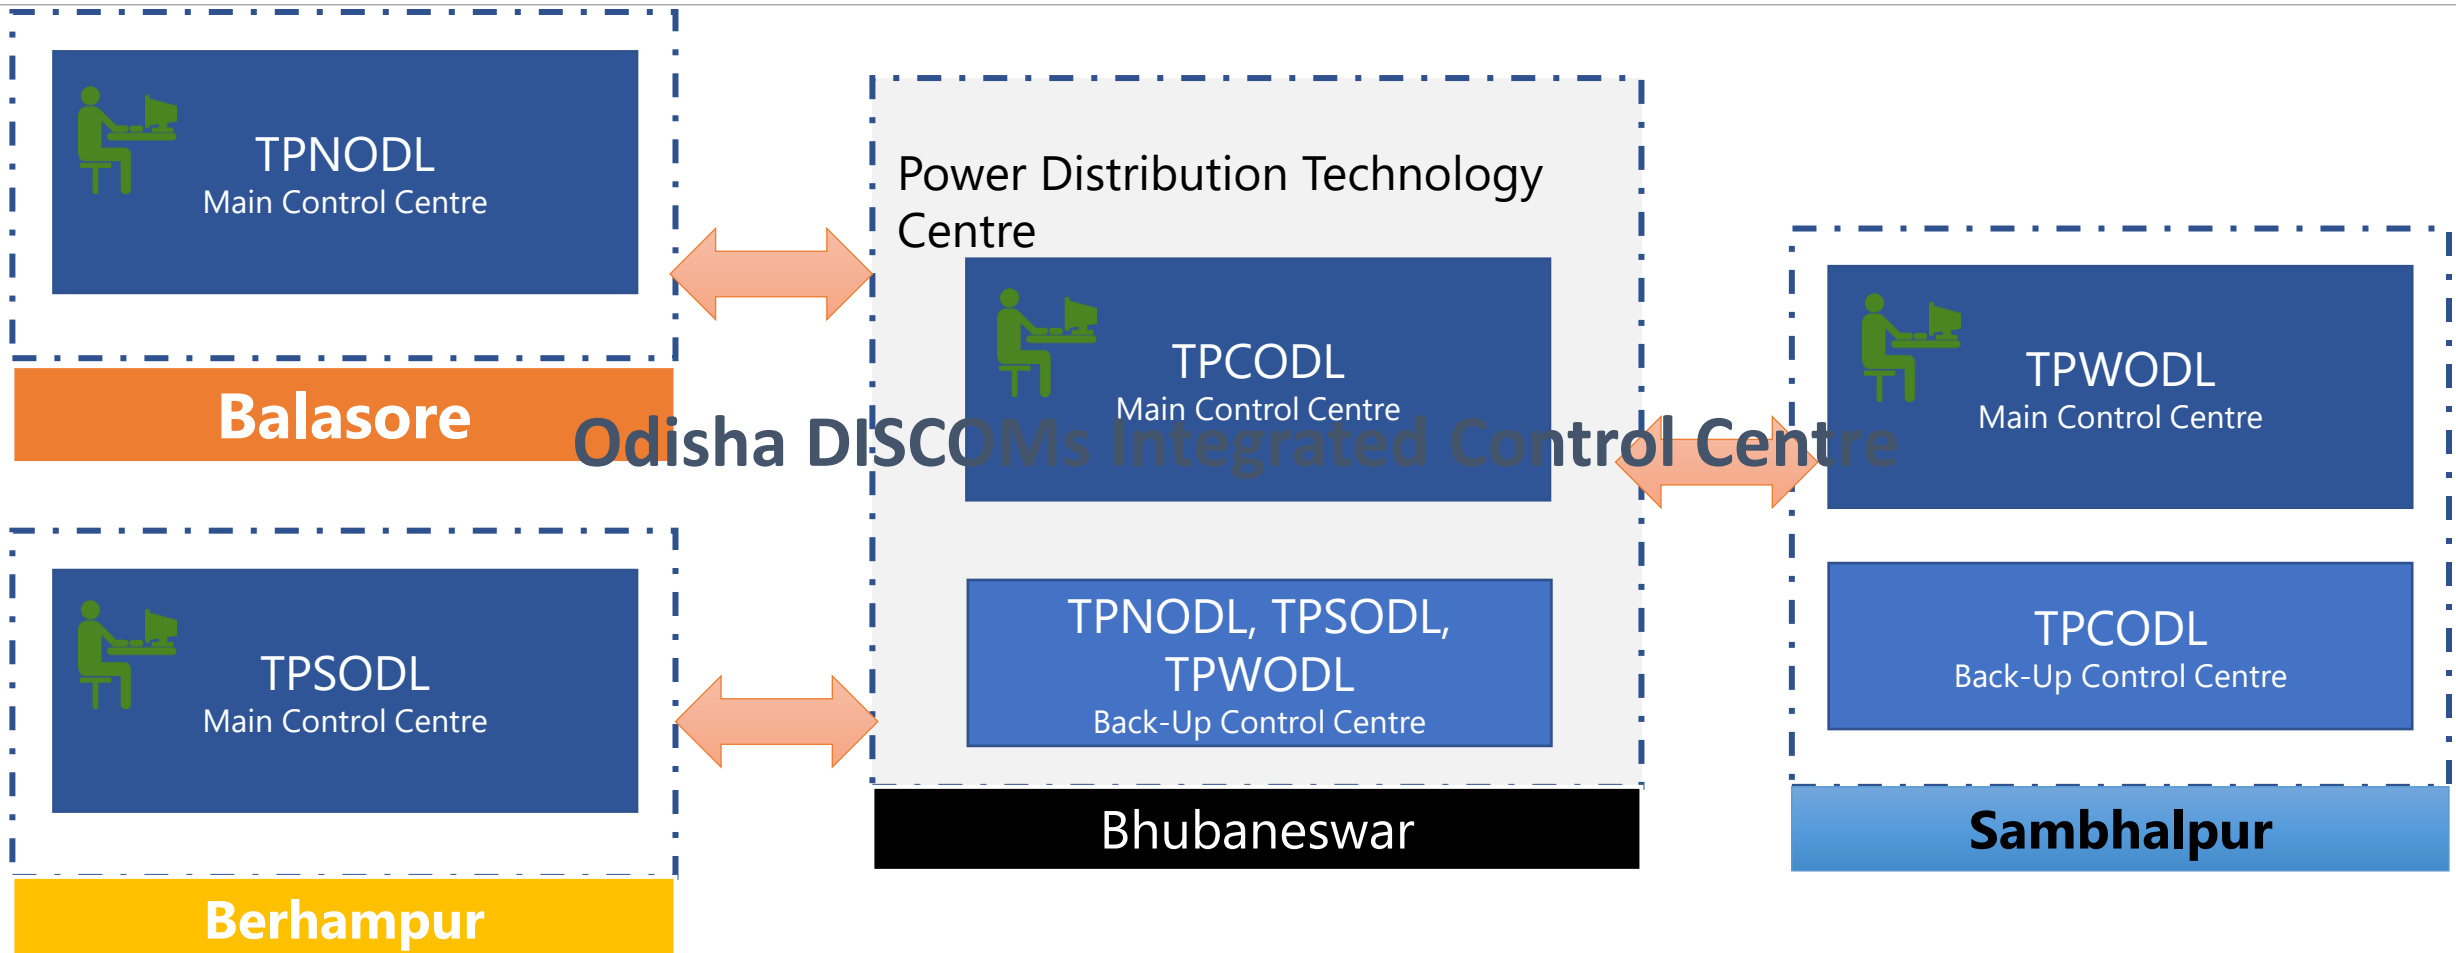 TPNODL
Main Control Centre
Balasore
TPSODL
Main Control Centre
Berhampur
Odisha DISCOMs Integrated Control Centre
Power Distribution Technology
Centre
TPCODL
Main Control Centre
TPNODL, TPSODL,
TPWODL
Back-Up Control Centre
Bhubaneswar
TPWODL
Main Control Centre
TPCODL
Back-Up Control Centre
Sambhalpur